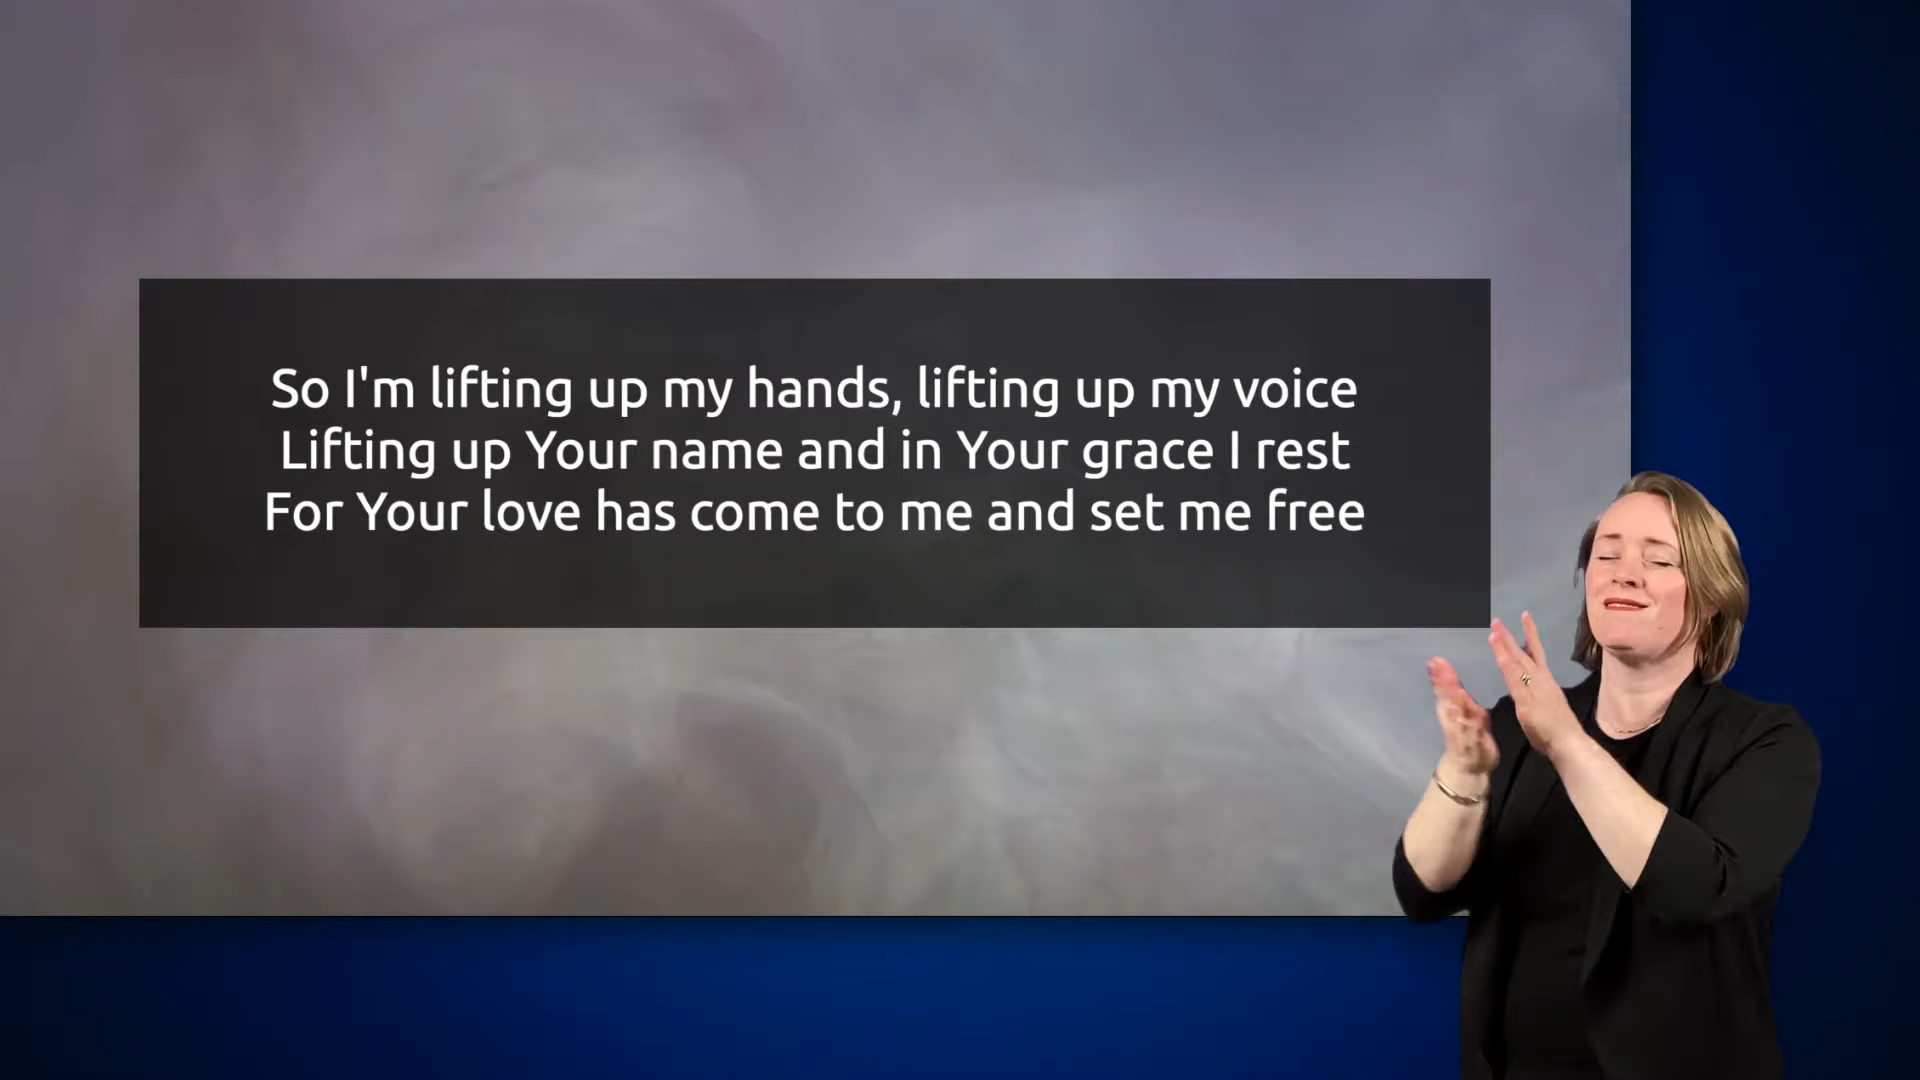 So I'm lifting up my hands, lifting up my voice
Lifting up Your name and in Your grace I rest
For Your love has come to me and set me free